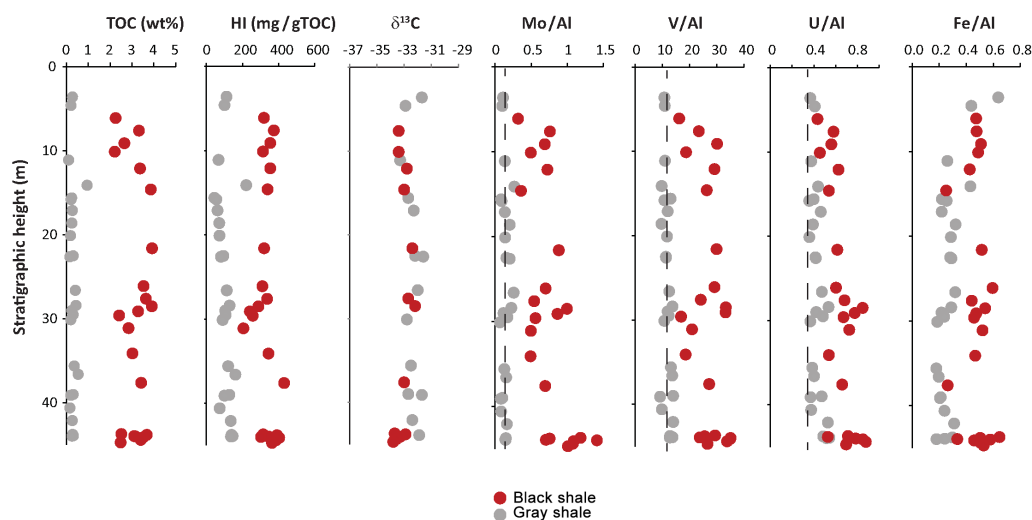 TOC (wt%) HI (mg/gTOC) δ¹³C Mo/Al V/Al U/Al Fe/Al
0 1 2 3 4 5 0 200 400 600 -37 -35 -33 -31 -29 0 0.5 1.0 1.5 0 10 20 30 40 0 0.4 0.8 0.0 0.2 0.4 0.6 0.8
0
10
20
30
40
Stratigraphic height (m)
Black shale
Gray shale